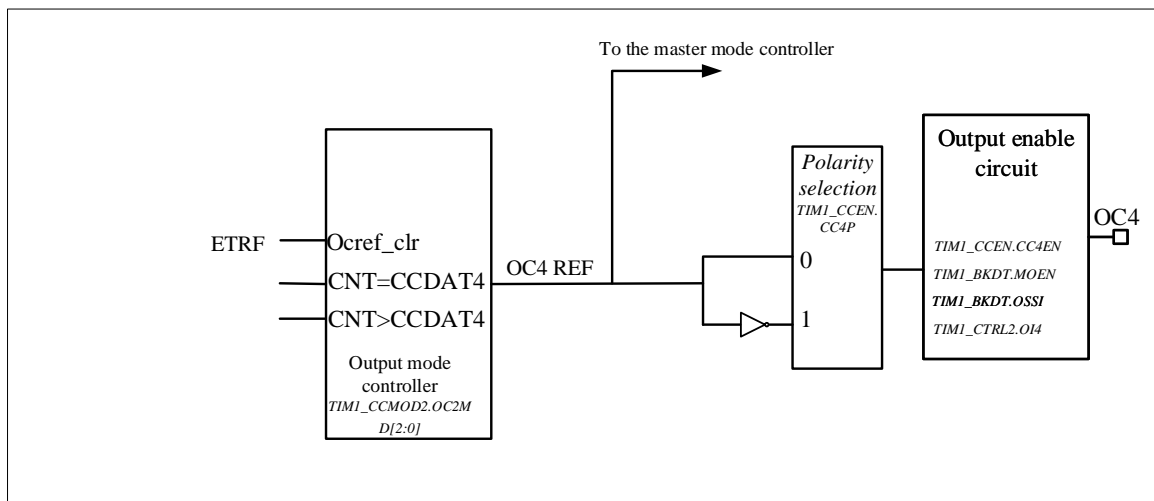 To the master mode controller
ETRF
Ocref_clr
CNT=CCDAT4
CNT>CCDAT4
Output mode
controller
TIM1_CCMOD2.OC2M
D[2:0]
OC4 REF
Polarity
selection
TIM1_CCEN.
CC4P
0
1
Output enable
circuit
TIM1_CCEN.CC4EN
TIM1_BKDT.MOEN
TIM1_BKDT.OSSI
TIM1_CTRL2.OI4
OC4